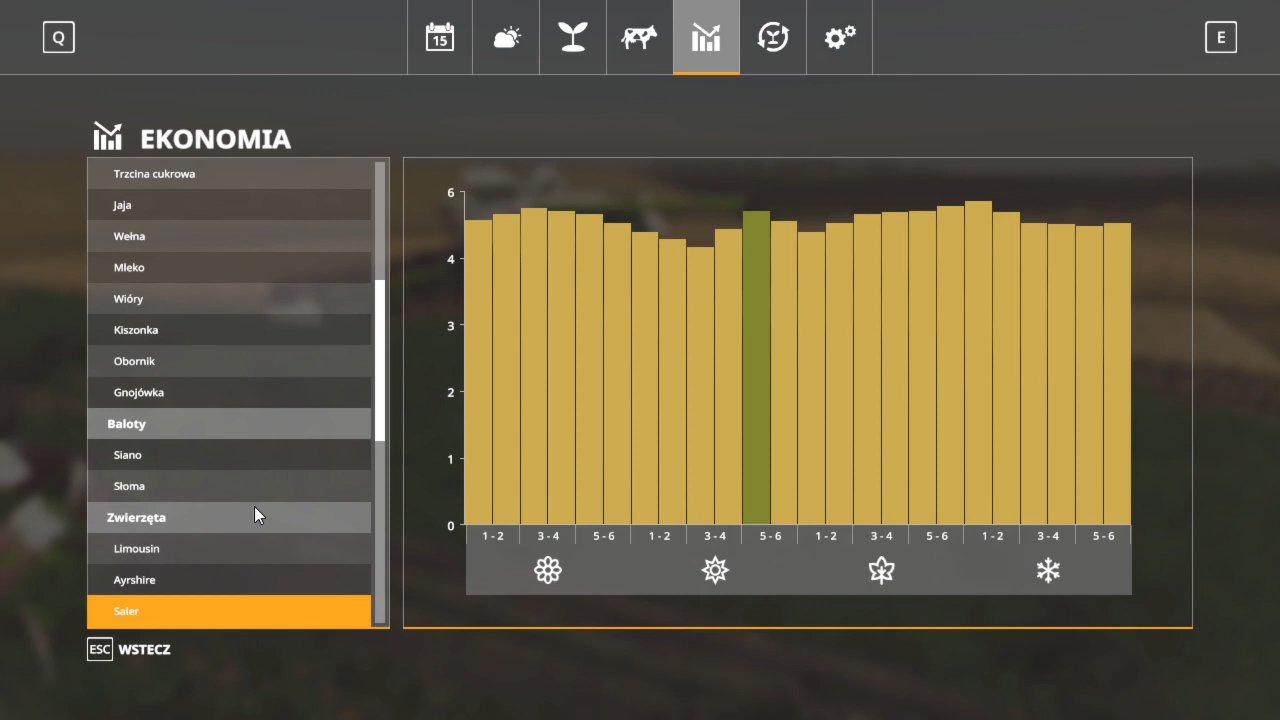 Q
15
E
EKONOMIA
Trzcina cukrowa
Jaja
Wełna
Mleko
Wióry
Kiszonka
Obornik
Gnojówka
Baloty
Siano
Słoma
Zwierzęta
Limousin
Ayrshire
Saler
ESC WSTECZ
6
4
3
2
1
0
1 - 2 3 - 4 5 - 6 1 - 2 3 - 4 5 - 6 1 - 2 3 - 4 5 - 6 1 - 2 3 - 4 5 - 6